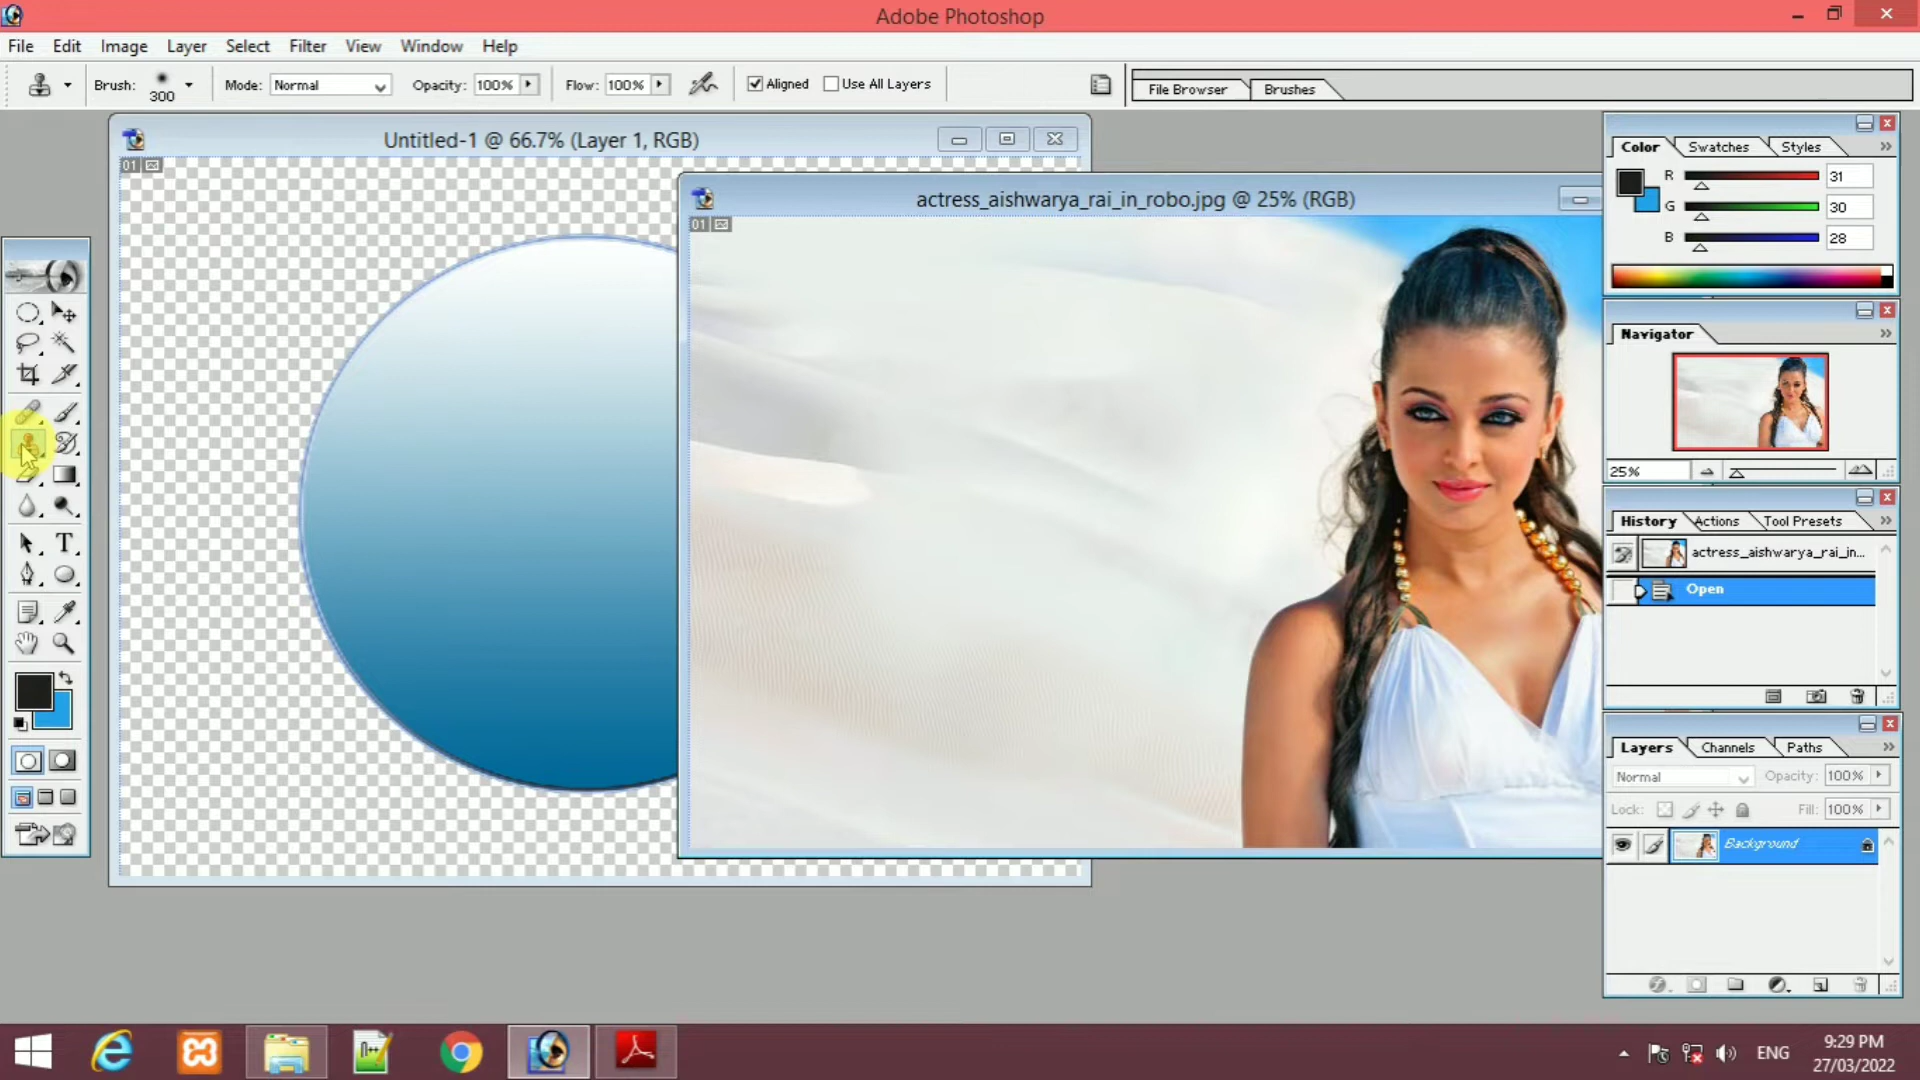 Adobe Photoshop
File Edit Image Layer Select Filter View Window Help
Brush: 300 Mode: Normal Opacity: 100% Flow: 100% Aligned Use All Layers File Browser Brushes
Untitled-1 @ 66.7% (Layer 1, RGB)
01
actress_aishwarya_rai_in_robo.jpg @ 25% (RGB)
01
Color Swatches Styles
R 31
G 30
B 28
Navigator
25%
History Actions Tool Presets
actress_aishwarya_rai_in...
Open
Layers Channels Paths
Normal Opacity: 100%
Lock: Fill: 100%
Background
T
n++
ENG
9:29 PM
27/03/2022